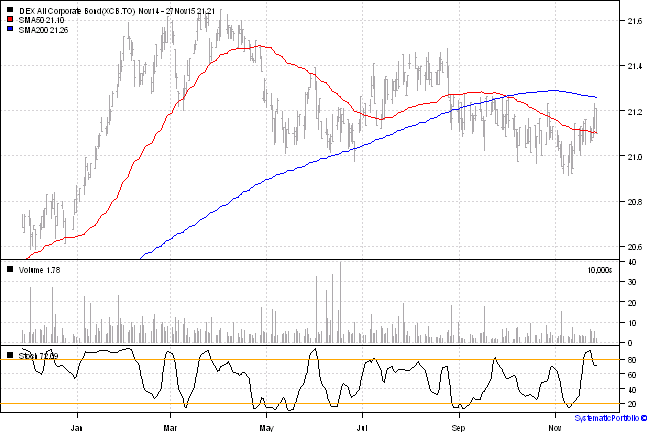 DEX All Corporate Bond(XCB.TO) Nov14 - 27Nov15 21.21
SMA50 21.10
SMA200 21.26
21.6
21.4
21.2
21.0
20.8
20.6
Volume 1.78
10,000s
40
30
20
10
0
80
60
40
20
Jan
Mar
May
Jul
Sep
Nov
SystematicPortfolio ©